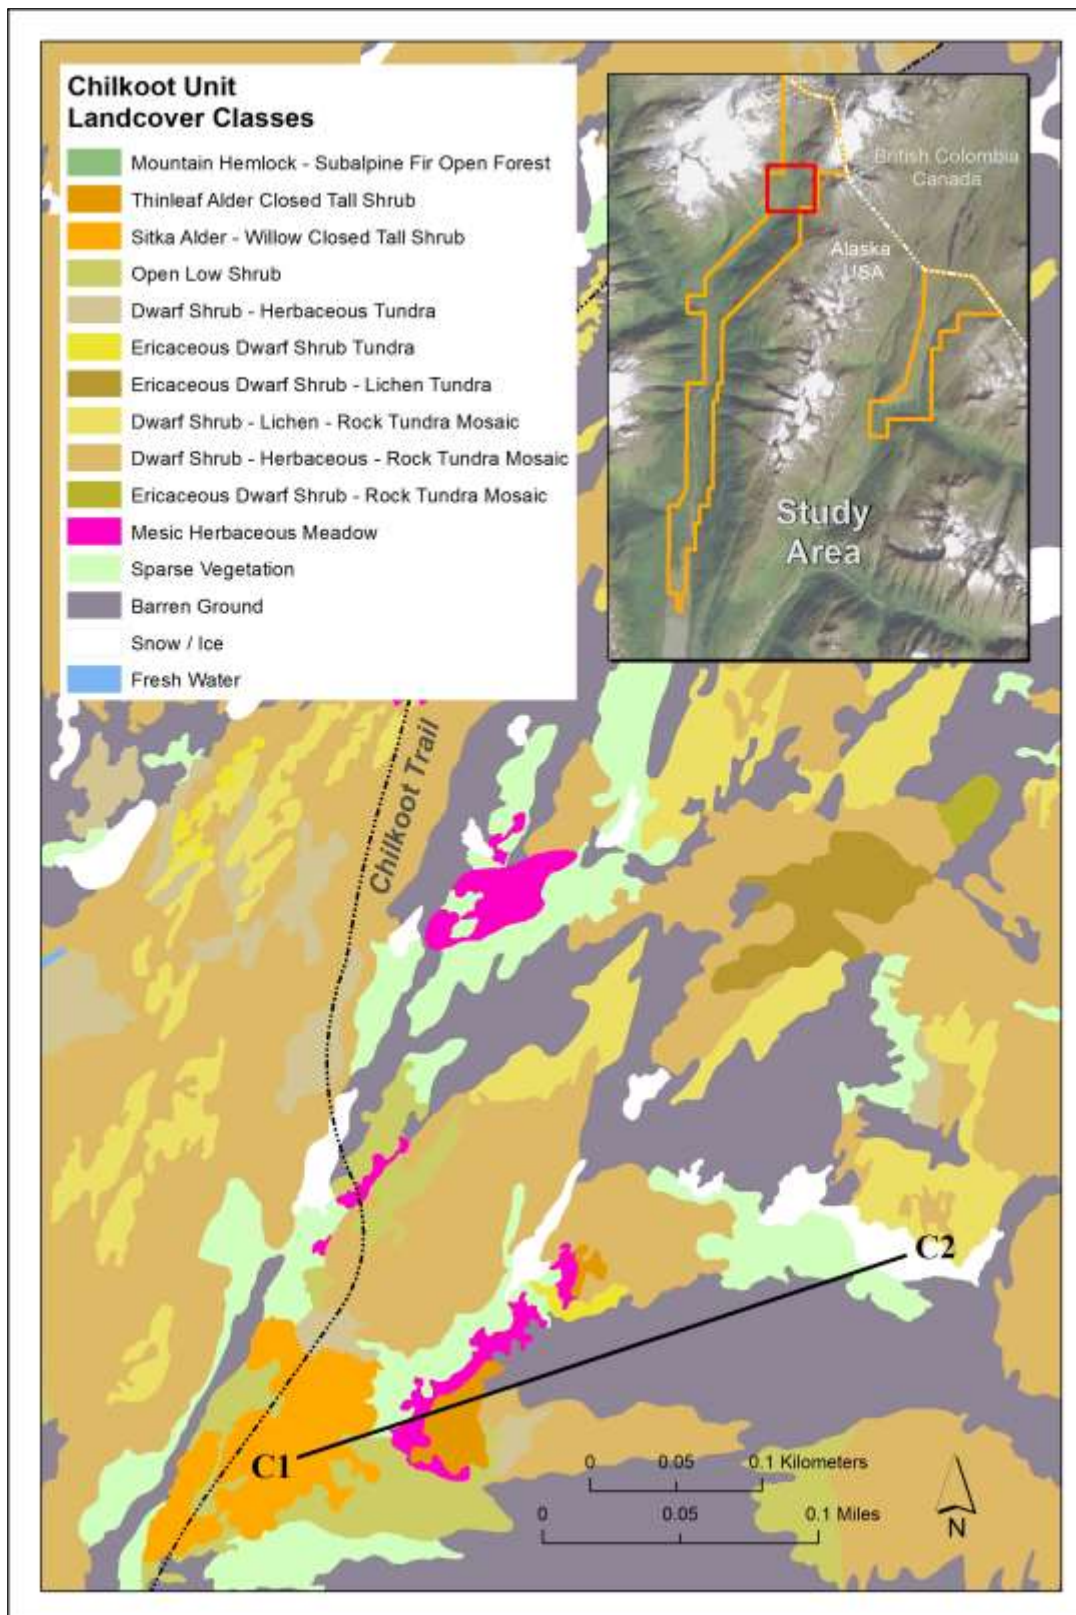 Chilkoot Unit
Landcover Classes
Mountain Hemlock - Subalpine Fir Open Forest
Thinleaf Alder Closed Tall Shrub
Sitka Alder - Willow Closed Tall Shrub
Open Low Shrub
Dwarf Shrub - Herbaceous Tundra
Ericaceous Dwarf Shrub Tundra
Ericaceous Dwarf Shrub - Lichen Tundra
Dwarf Shrub - Lichen - Rock Tundra Mosaic
Dwarf Shrub - Herbaceous - Rock Tundra Mosaic
Ericaceous Dwarf Shrub - Rock Tundra Mosaic
Mesic Herbaceous Meadow
Sparse Vegetation
Barren Ground
Snow / Ice
Fresh Water
British Colombia
Canada
Alaska
USA
Study
Area
Chilkoot Trail
C2
C1
0 0.05 0.1 Kilometers
0 0.05 0.1 Miles
N